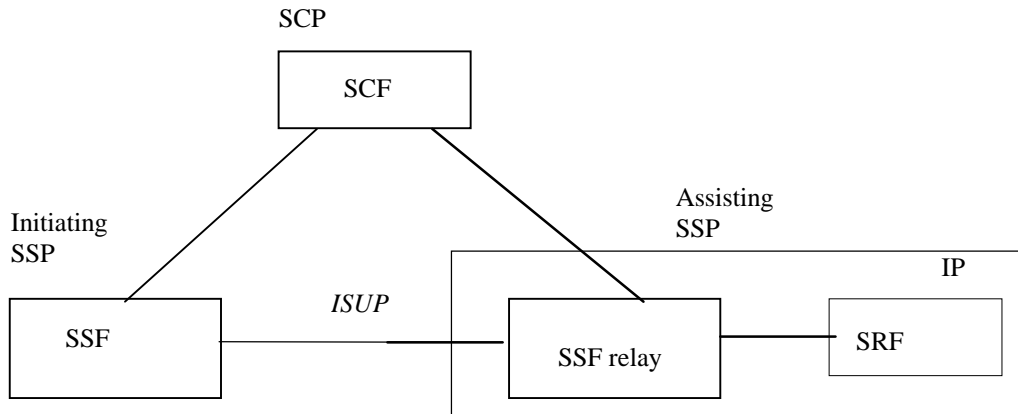 SCP
SCF
Assisting
SSP
Initiating
SSP
IP
ISUP
SSF
SSF relay
SRF